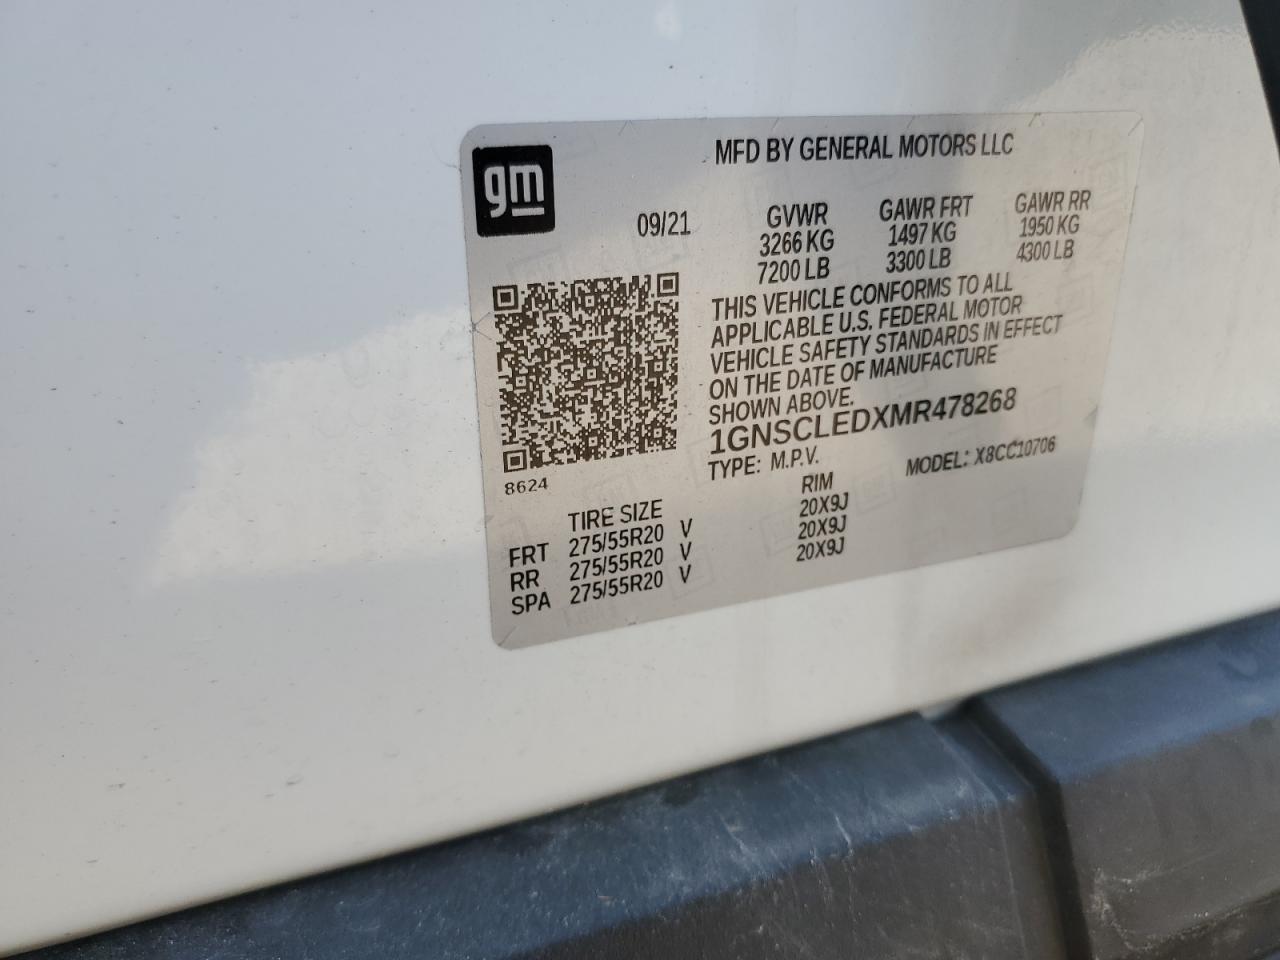 gm
MFD BY GENERAL MOTORS LLC
09/21
GVWR
3266 KG
7200 LB
GAWR FRT
1497 KG
3300 LB
GAWR RR
1950 KG
4300 LB
THIS VEHICLE CONFORMS TO ALL
APPLICABLE U.S. FEDERAL MOTOR
VEHICLE SAFETY STANDARDS IN EFFECT
ON THE DATE OF MANUFACTURE
SHOWN ABOVE.
1GNSCLEDXMR478268
TYPE: M.P.V. MODEL: X8CC10706
8624
TIRE SIZE RIM
FRT 275/55R20 V 20X9J
RR 275/55R20 V 20X9J
SPA 275/55R20 V 20X9J